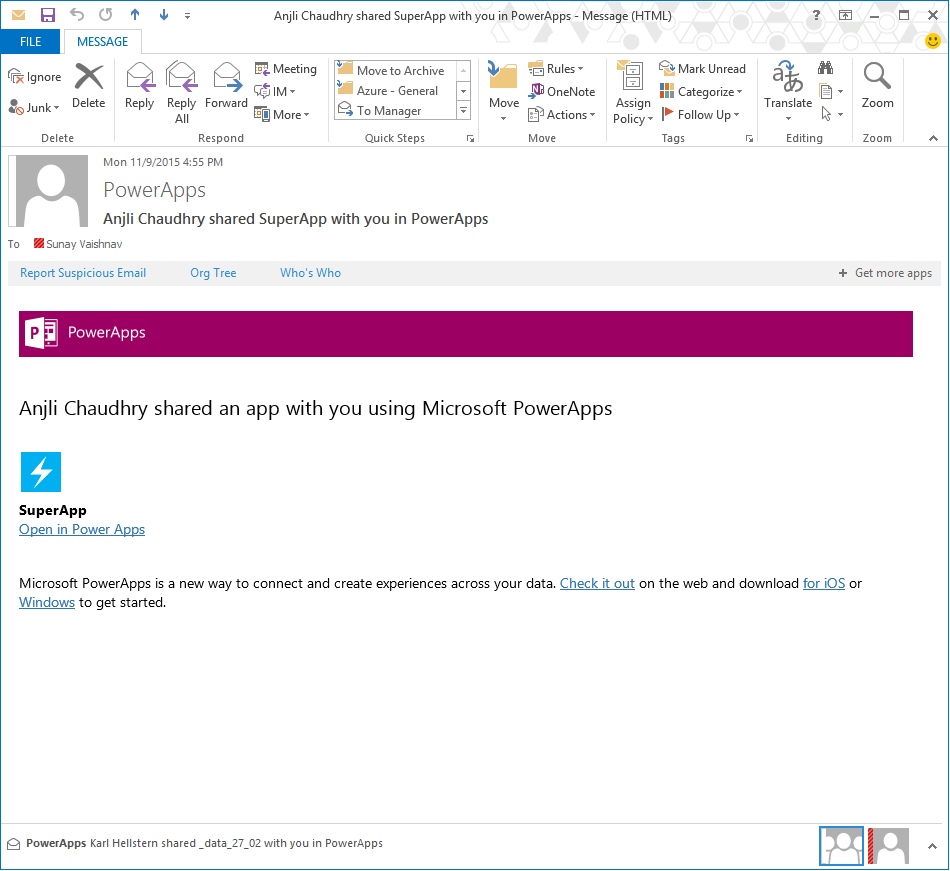 Anjli Chaudhry shared SuperApp with you in PowerApps - Message (HTML)
?
FILE
MESSAGE
Ignore
Junk
Delete
Delete
Reply
Reply All
Forward
Meeting
IM
More
Respond
Move to Archive
Azure - General
To Manager
Quick Steps
Move
Rules
OneNote
Actions
Move
Assign Policy
Mark Unread
Categorize
Follow Up
Tags
Translate
Editing
Zoom
Zoom
Mon 11/9/2015 4:55 PM
PowerApps
Anjli Chaudhry shared SuperApp with you in PowerApps
To Sunay Vaishnav
Report Suspicious Email Org Tree Who's Who + Get more apps
P PowerApps
Anjli Chaudhry shared an app with you using Microsoft PowerApps
SuperApp
Open in Power Apps
Microsoft PowerApps is a new way to connect and create experiences across your data. Check it out on the web and download for iOS or
Windows to get started.
PowerApps Karl Hellstern shared _data_27_02 with you in PowerApps